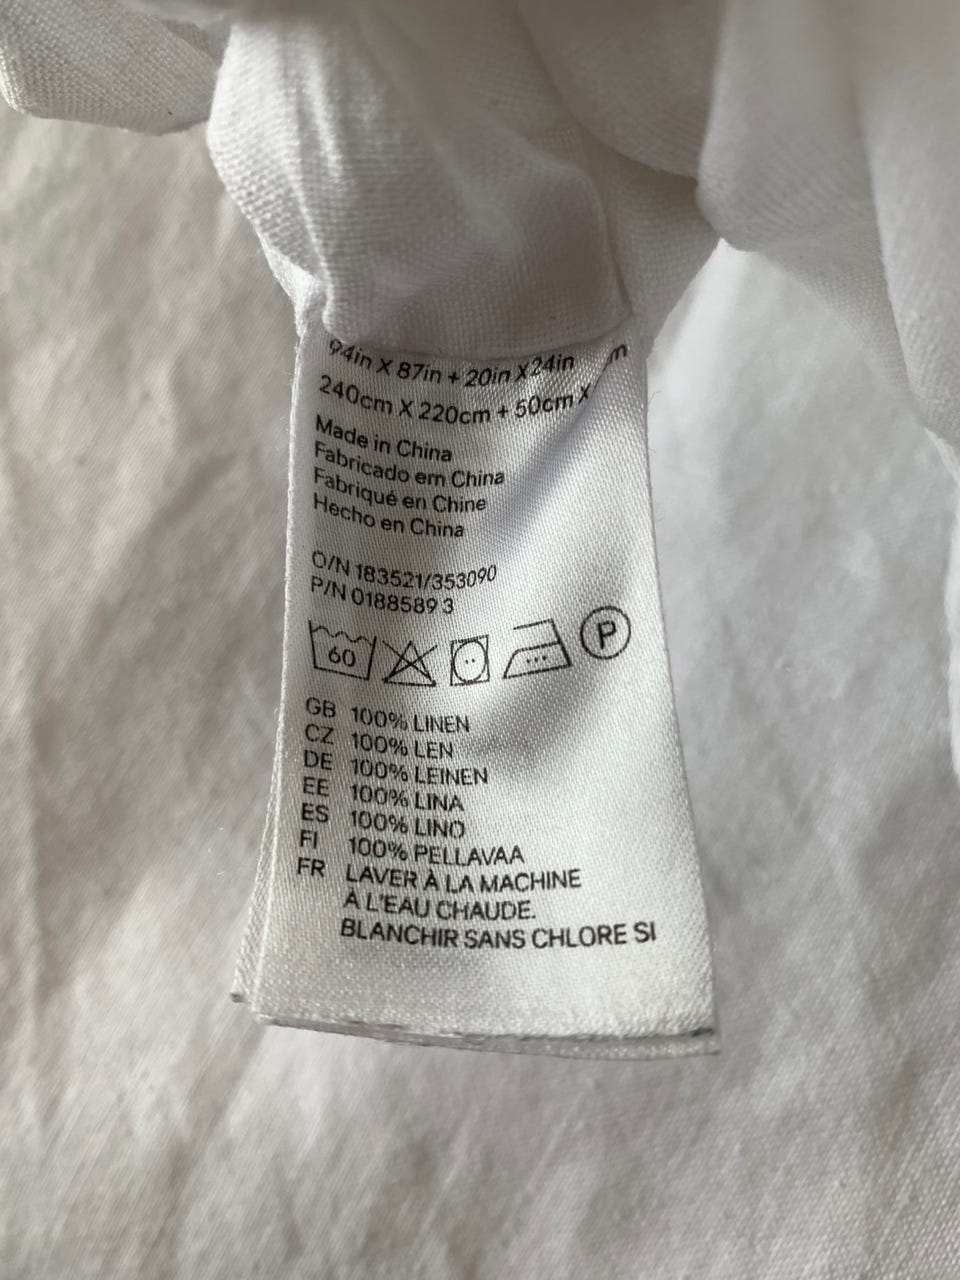 94in X 87in + 20in X 24in
240cm X 220cm + 50cm X
Made in China
Fabricado em China
Fabriqué en Chine
Hecho en China
O/N 183521/353090
P/N 0188589 3
60 P
GB 100% LINEN
CZ 100% LEN
DE 100% LEINEN
EE 100% LINA
ES 100% LINO
FI 100% PELLAVAA
FR LAVER À LA MACHINE
À L'EAU CHAUDE.
BLANCHIR SANS CHLORE SI